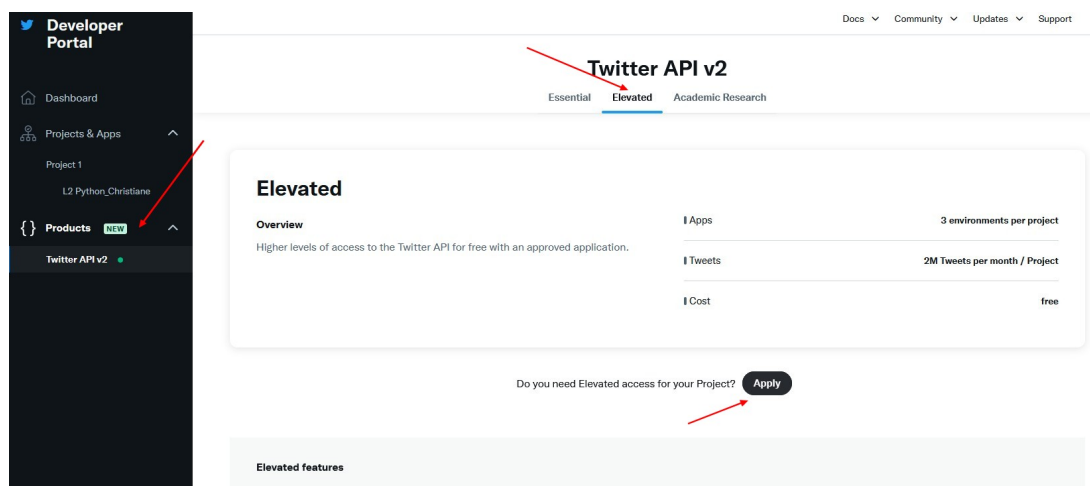 Developer
Portal
Dashboard
Projects & Apps
Project 1
L2 Python_Christiane
{ } Products NEW
Twitter API v2
Docs Community Updates Support
Twitter API v2
Essential Elevated Academic Research
Elevated
Overview
Higher levels of access to the Twitter API for free with an approved application.
Apps 3 environments per project
Tweets 2M Tweets per month / Project
Cost free
Do you need Elevated access for your Project? Apply
Elevated features